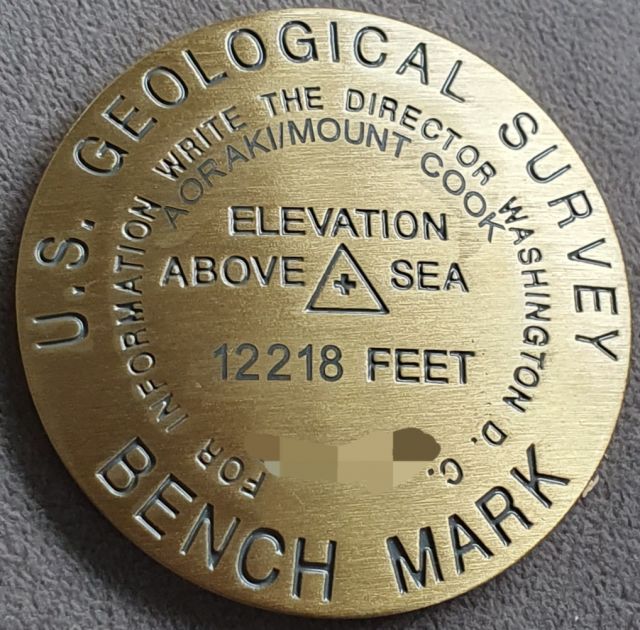 U.S. GEOLOGICAL SURVEY
FOR INFORMATION WRITE THE DIRECTOR WASHINGTON D. C.
AORAKI/MOUNT COOK
ELEVATION
ABOVE SEA
12218 FEET
BENCH MARK